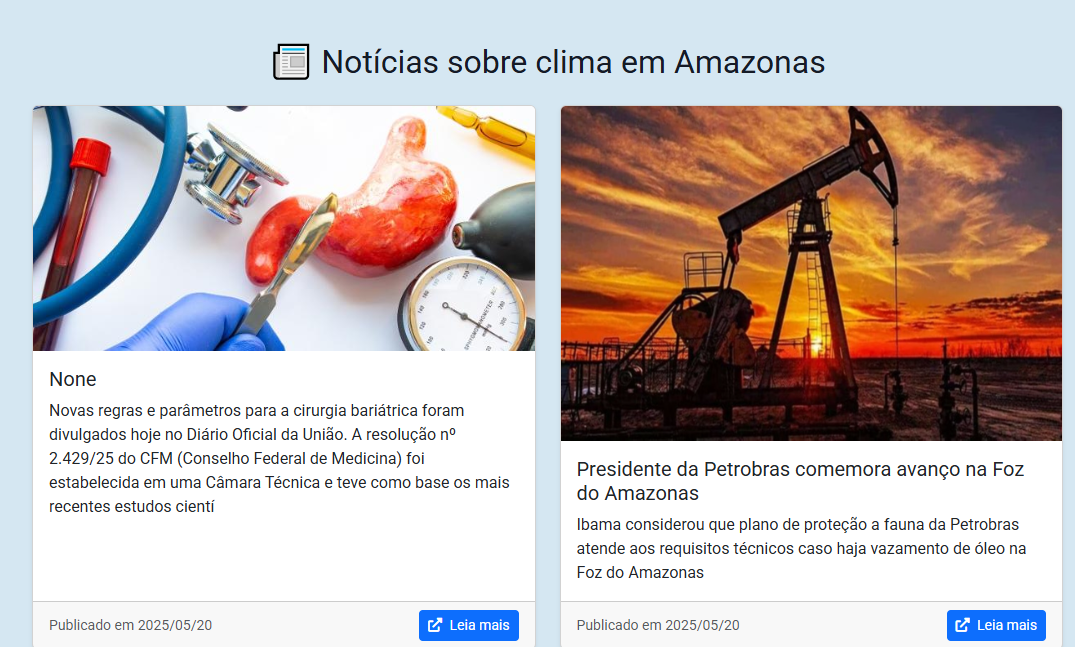 Notícias sobre clima em Amazonas
None
Novas regras e parâmetros para a cirurgia bariátrica foram
divulgados hoje no Diário Oficial da União. A resolução nº
2.429/25 do CFM (Conselho Federal de Medicina) foi
estabelecida em uma Câmara Técnica e teve como base os mais
recentes estudos cientí
Publicado em 2025/05/20
Leia mais
Presidente da Petrobras comemora avanço na Foz
do Amazonas
Ibama considerou que plano de proteção a fauna da Petrobras
atende aos requisitos técnicos caso haja vazamento de óleo na
Foz do Amazonas
Publicado em 2025/05/20
Leia mais